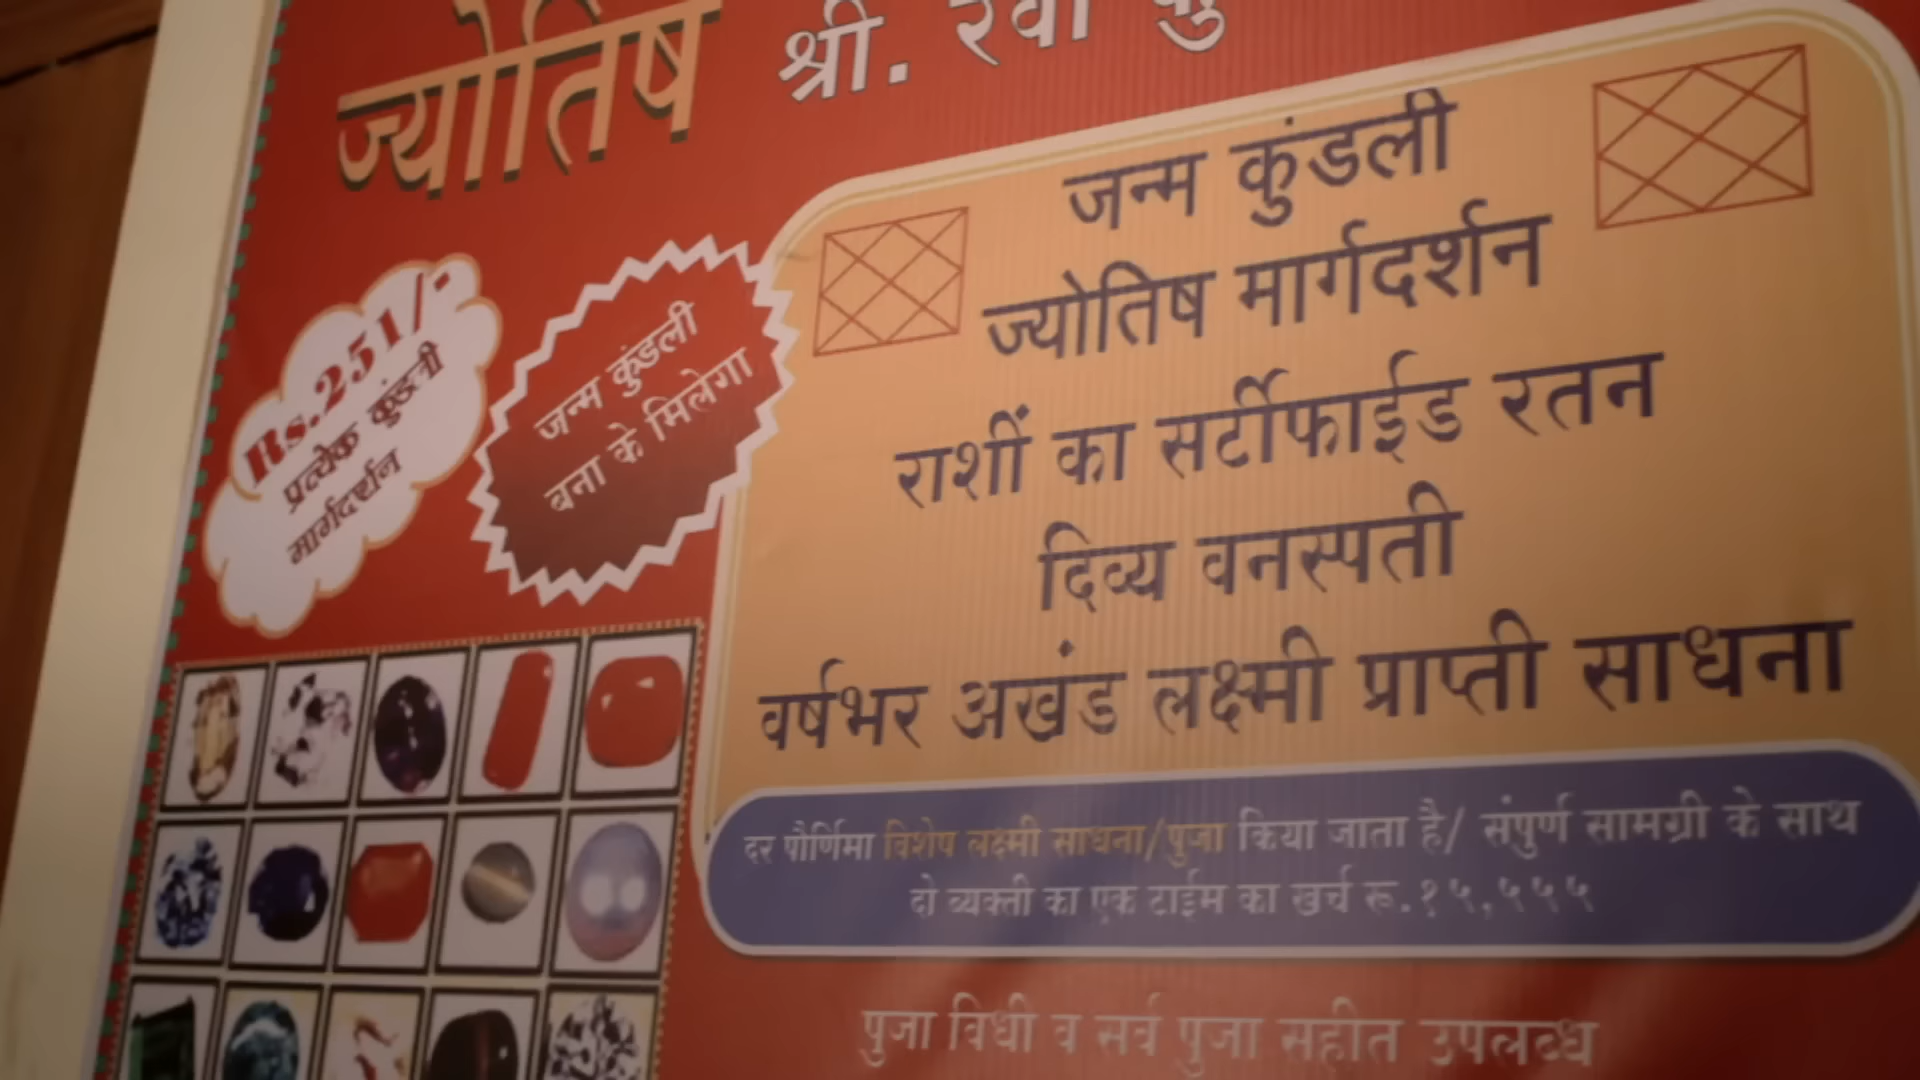 ज्योतिष श्री. रवी
जन्म कुंडली
ज्योतिष मार्गदर्शन
राशीं का सर्टीफाईड रतन
दिव्य वनस्पती
वर्षभर अखंड लक्ष्मी प्राप्ती साधना
Rs.251/-
प्रत्येक कुंडली
मार्गदर्शन
जन्म कुंडली
बना के मिलेगा
दर पौर्णिमा विशेष लक्ष्मी साधना/पुजा किया जाता है/ संपुर्ण सामग्री के साथ
दो व्यक्ती का एक टाईम का खर्च रू.१५,५५५
पुजा विधी व सर्व पुजा सहीत उपलब्ध